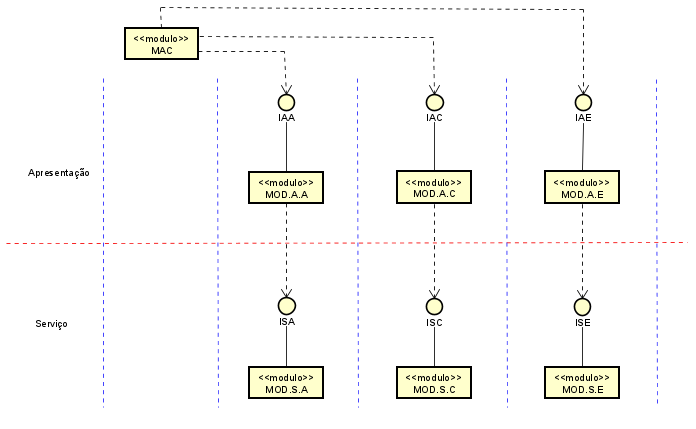 <<modulo>>
MAC
IAA
IAC
IAE
Apresentação
<<modulo>>
MOD.A.A
<<modulo>>
MOD.A.C
<<modulo>>
MOD.A.E
Serviço
ISA
ISC
ISE
<<modulo>>
MOD.S.A
<<modulo>>
MOD.S.C
<<modulo>>
MOD.S.E